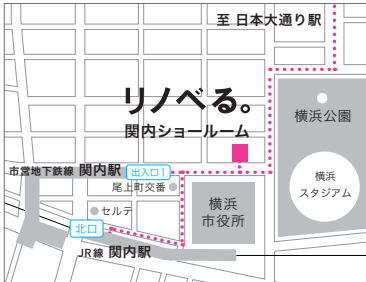 至 日本大通り駅
リノベる。
関内ショールーム
横浜公園
市営地下鉄線 関内駅 出入口1
尾上町交番
横浜
スタジアム
セルテ
横浜
市役所
北口
JR線 関内駅